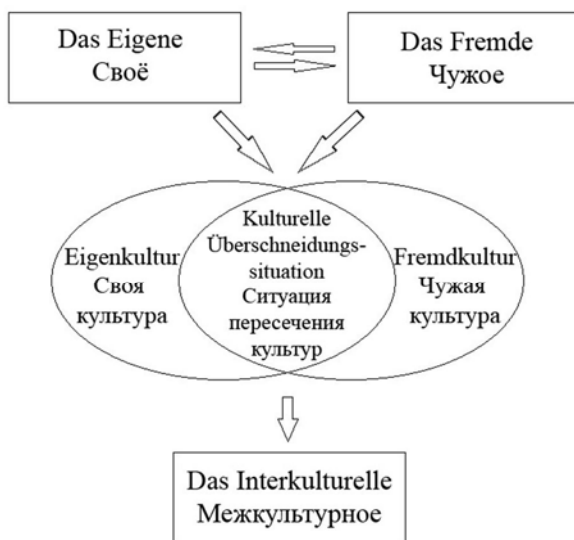 Das Eigene
Своё
Das Fremde
Чужое
Eigenkultur
Своя
культура
Kulturelle
Überschneidungs-
situation
Ситуация
пересечения
культур
Fremdkultur
Чужая
культура
Das Interkulturelle
Межкультурное